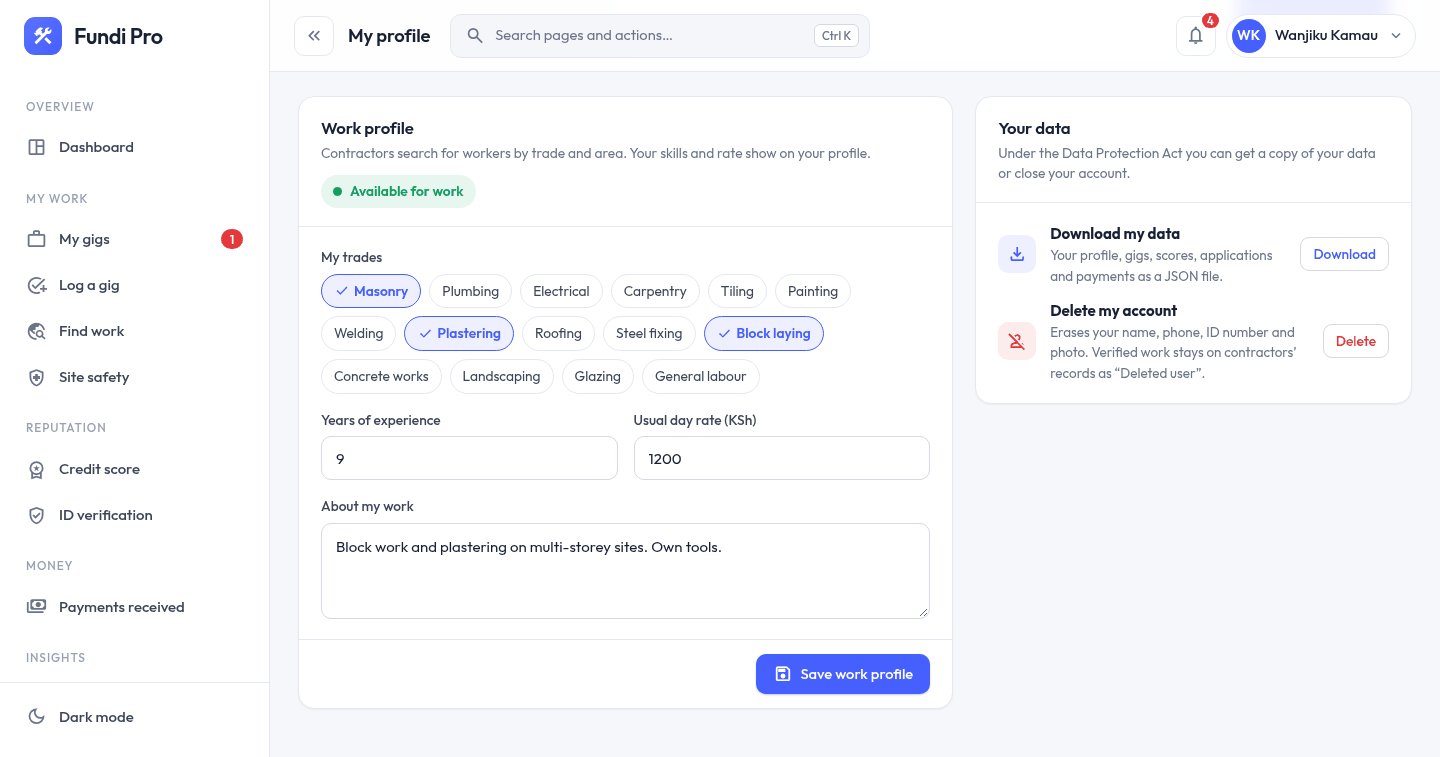 Fundi Pro
OVERVIEW
Dashboard
MY WORK
My gigs
1
Log a gig
Find work
Site safety
REPUTATION
Credit score
ID verification
MONEY
Payments received
INSIGHTS
Dark mode
My profile
Search pages and actions...
Ctrl K
4
WK
Wanjiku Kamau
Work profile
Contractors search for workers by trade and area. Your skills and rate show on your profile.
Available for work
My trades
Masonry Plumbing Electrical Carpentry Tiling Painting
Welding Plastering Roofing Steel fixing Block laying
Concrete works Landscaping Glazing General labour
Years of experience
9
Usual day rate (KSh)
1200
About my work
Block work and plastering on multi-storey sites. Own tools.
Save work profile
Your data
Under the Data Protection Act you can get a copy of your data
or close your account.
Download my data
Your profile, gigs, scores, applications
and payments as a JSON file.
Download
Delete my account
Erases your name, phone, ID number and
photo. Verified work stays on contractors’
records as “Deleted user”.
Delete